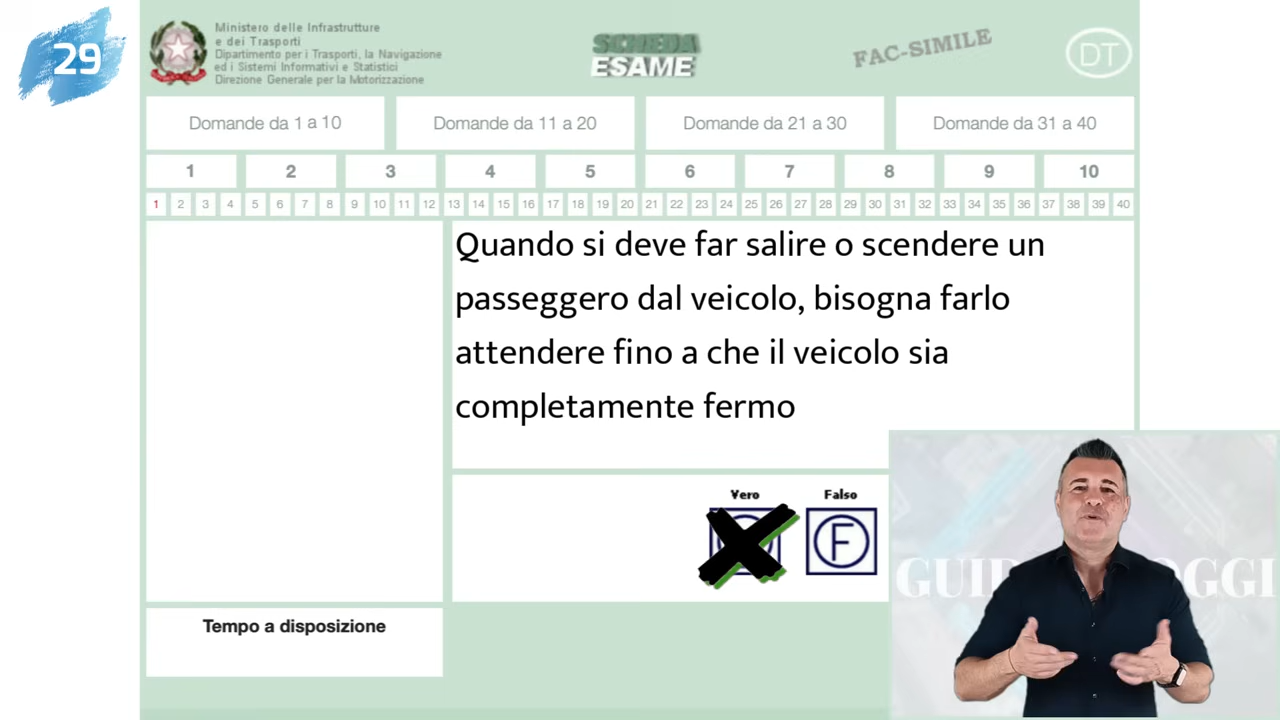 29
Ministero delle Infrastrutture
e dei Trasporti
Dipartimento per i Trasporti, la Navigazione
ed i Sistemi Informativi e Statistici
Direzione Generale per la Motorizzazione
SCHEDA
ESAME
FAC-SIMILE
DT
Domande da 1 a 10
Domande da 11 a 20
Domande da 21 a 30
Domande da 31 a 40
1 2 3 4 5 6 7 8 9 10
1 2 3 4 5 6 7 8 9 10 11 12 13 14 15 16 17 18 19 20 21 22 23 24 25 26 27 28 29 30 31 32 33 34 35 36 37 38 39 40
Quando si deve far salire o scendere un
passeggero dal veicolo, bisogna farlo
attendere fino a che il veicolo sia
completamente fermo
Vero
Falso
F
Tempo a disposizione